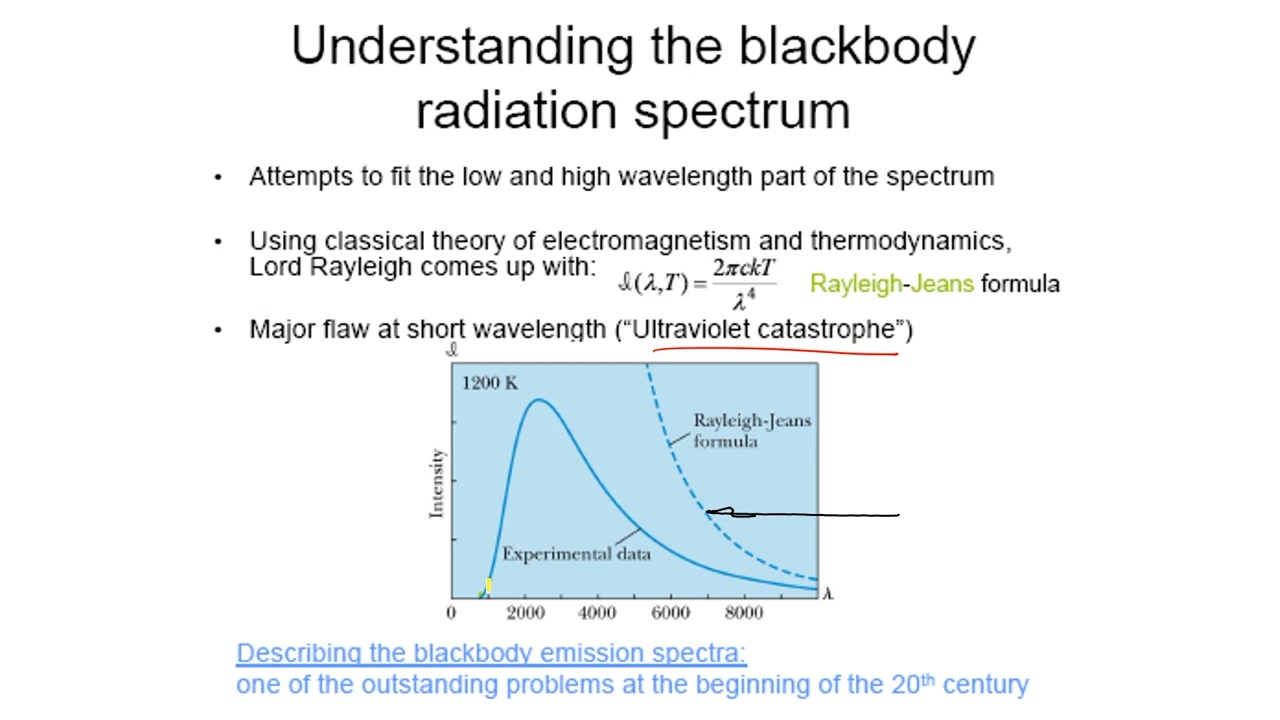 Understanding the blackbody
radiation spectrum
• Attempts to fit the low and high wavelength part of the spectrum
• Using classical theory of electromagnetism and thermodynamics,
Lord Rayleigh comes up with: ℐ(λ,T) = 2πckT / λ⁴ Rayleigh-Jeans formula
• Major flaw at short wavelength (“Ultraviolet catastrophe”)
ℐ
1200 K
Rayleigh-Jeans
formula
Intensity
Experimental data
λ
0 2000 4000 6000 8000
Describing the blackbody emission spectra:
one of the outstanding problems at the beginning of the 20th century